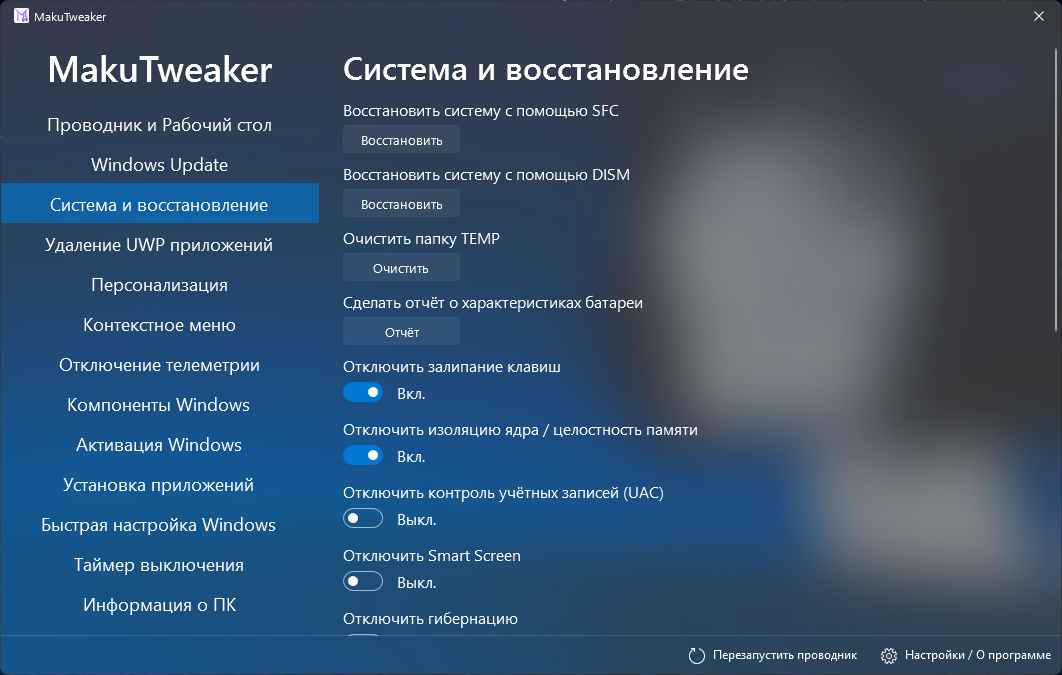 MakuTweaker
MakuTweaker
Проводник и Рабочий стол
Windows Update
Система и восстановление
Удаление UWP приложений
Персонализация
Контекстное меню
Отключение телеметрии
Компоненты Windows
Активация Windows
Установка приложений
Быстрая настройка Windows
Таймер выключения
Информация о ПК
Система и восстановление
Восстановить систему с помощью SFC
Восстановить
Восстановить систему с помощью DISM
Восстановить
Очистить папку TEMP
Очистить
Сделать отчёт о характеристиках батареи
Отчёт
Отключить залипание клавиш
Вкл.
Отключить изоляцию ядра / целостность памяти
Вкл.
Отключить контроль учётных записей (UAC)
Выкл.
Отключить Smart Screen
Выкл.
Отключить гибернацию
Перезапустить проводник
Настройки / О программе